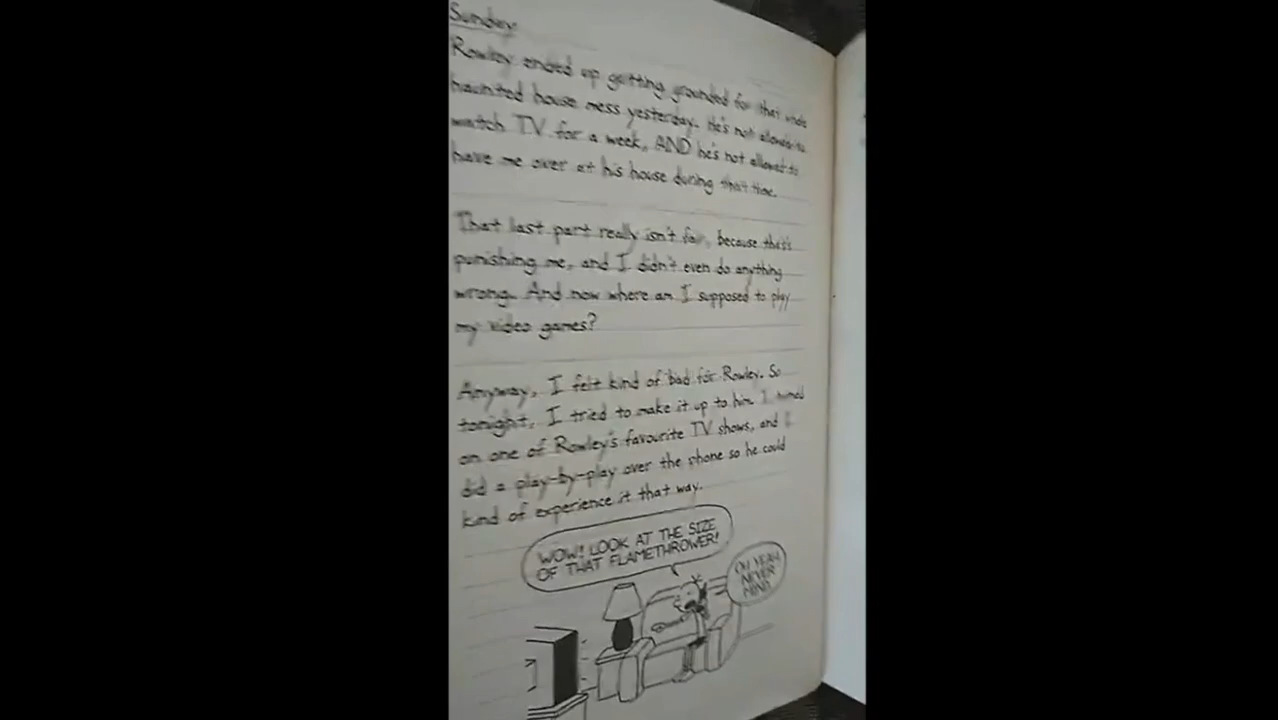 Sunday
Rowley ended up getting grounded for that whole
haunted house mess yesterday. He's not allowed to
watch TV for a week, AND he's not allowed to
have me over at his house during that time.
That last part really isn't fair, because that's
punishing me, and I didn't even do anything
wrong. And now where am I supposed to play
my video games?
Anyway, I felt kind of bad for Rowley. So
tonight, I tried to make it up to him. I turned
on one of Rowley's favourite TV shows, and I
did a play-by-play over the phone so he could
kind of experience it that way.
WOW! LOOK AT THE SIZE
OF THAT FLAMETHROWER!
OH YEAH,
NEVER
MIND.